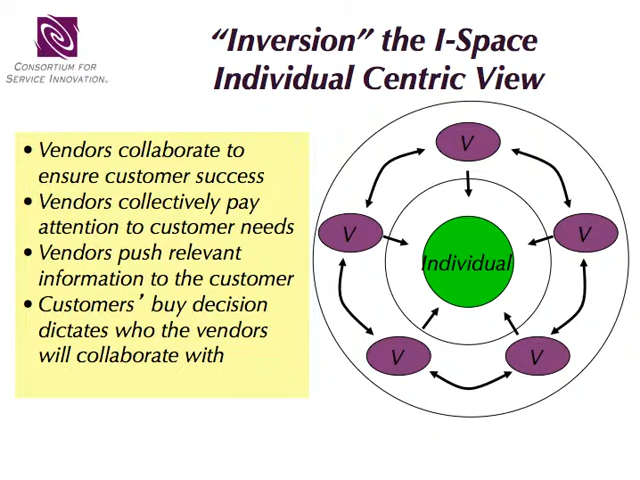 CONSORTIUM FOR
SERVICE INNOVATION™
“Inversion” the I-Space
Individual Centric View
• Vendors collaborate to
ensure customer success
• Vendors collectively pay
attention to customer needs
• Vendors push relevant
information to the customer
• Customers’ buy decision
dictates who the vendors
will collaborate with
V
V
V
Individual
V
V